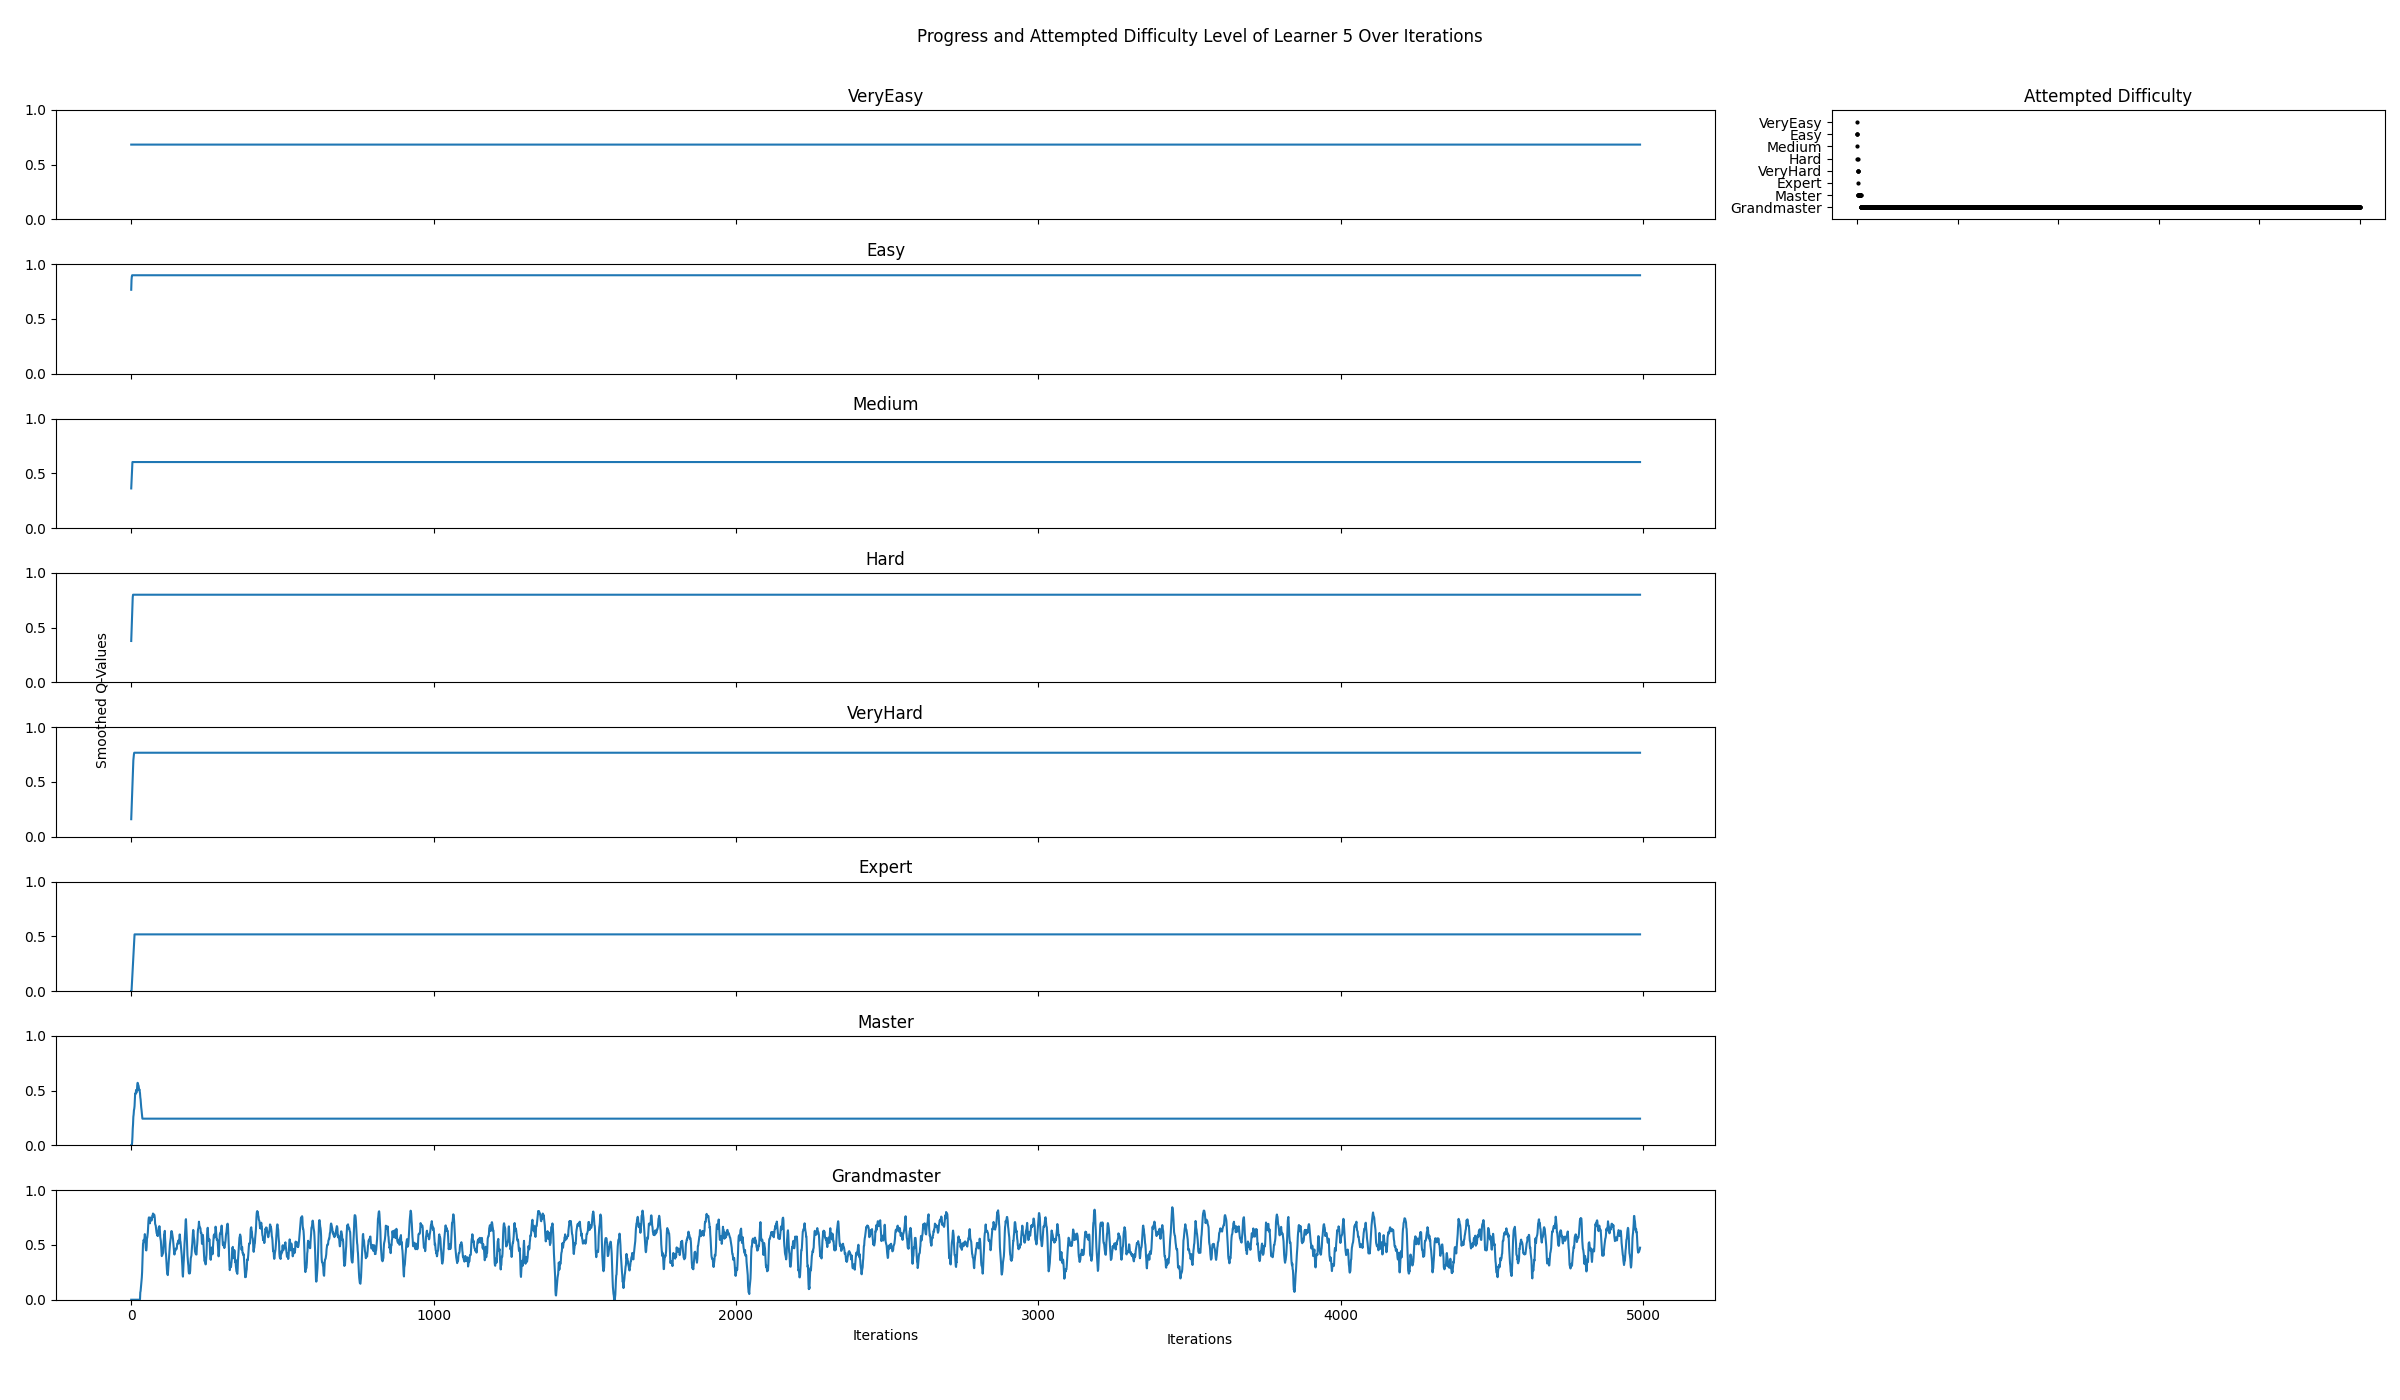 Progress and Attempted Difficulty Level of Learner 5 Over Iterations
VeryEasy
1.0
0.5
0.0
Attempted Difficulty
VeryEasy
Easy
Medium
Hard
VeryHard
Expert
Master
Grandmaster
Easy
1.0
0.5
0.0
Medium
1.0
0.5
0.0
Hard
1.0
0.5
0.0
Smoothed Q-Values
VeryHard
1.0
0.5
0.0
Expert
1.0
0.5
0.0
Master
1.0
0.5
0.0
Grandmaster
1.0
0.5
0.0
0 1000 2000 3000 4000 5000
Iterations
Iterations